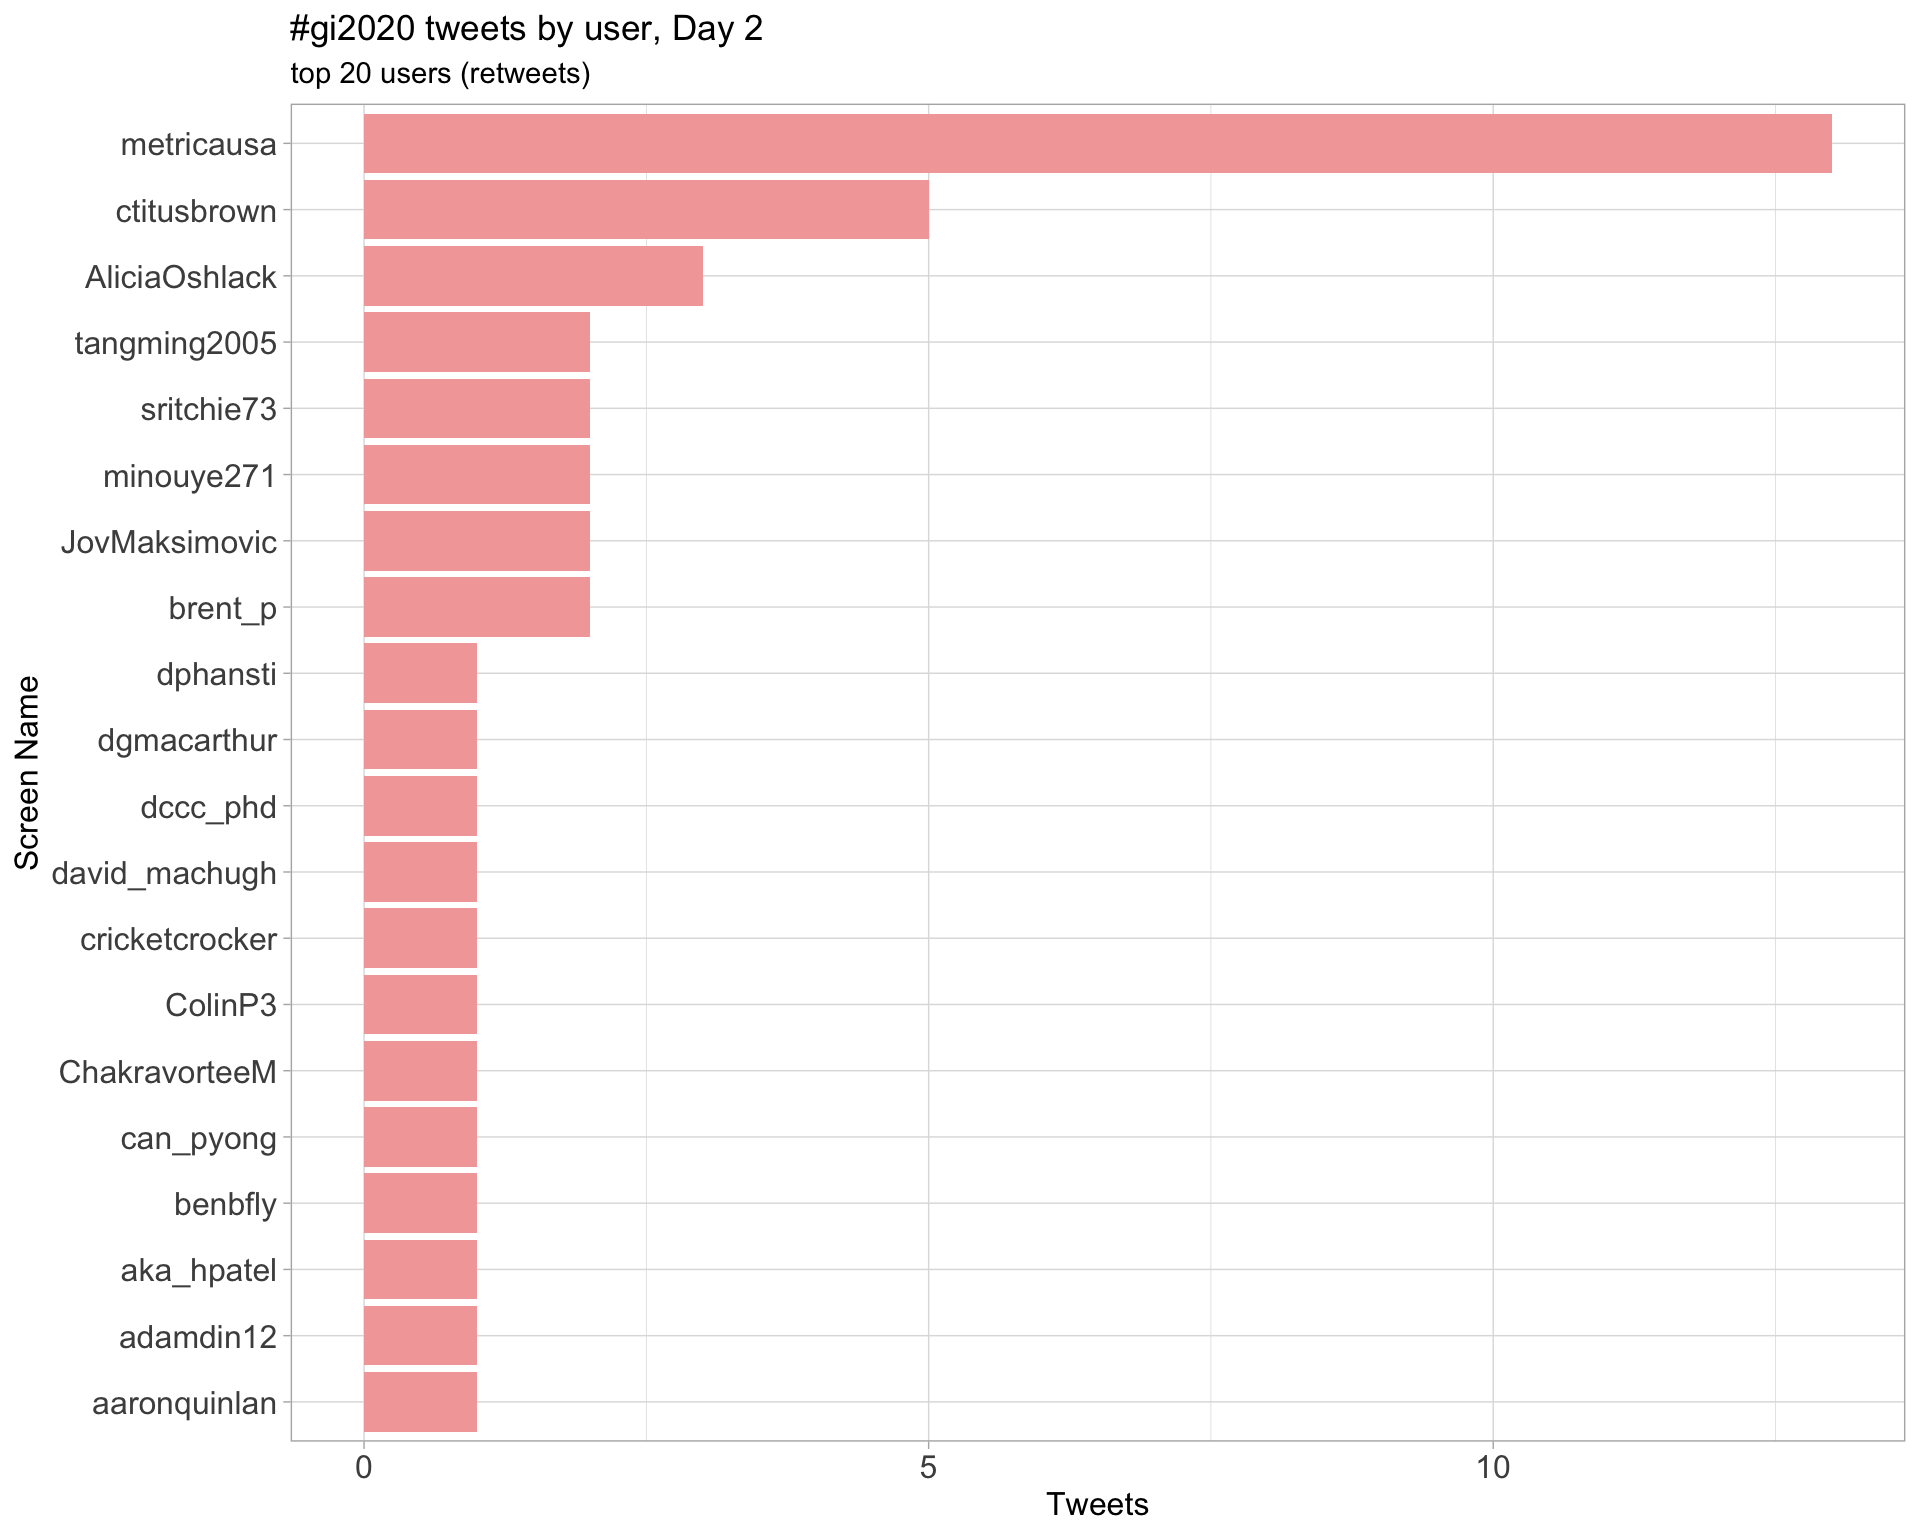 #gi2020 tweets by user, Day 2
top 20 users (retweets)
metricausa
ctitusbrown
AliciaOshlack
tangming2005
sritchie73
minouye271
JovMaksimovic
brent_p
dphansti
dgmacarthur
dccc_phd
david_machugh
cricketcrocker
ColinP3
ChakravorteeM
can_pyong
benbfly
aka_hpatel
adamdin12
aaronquinlan
Screen Name
0 5 10
Tweets